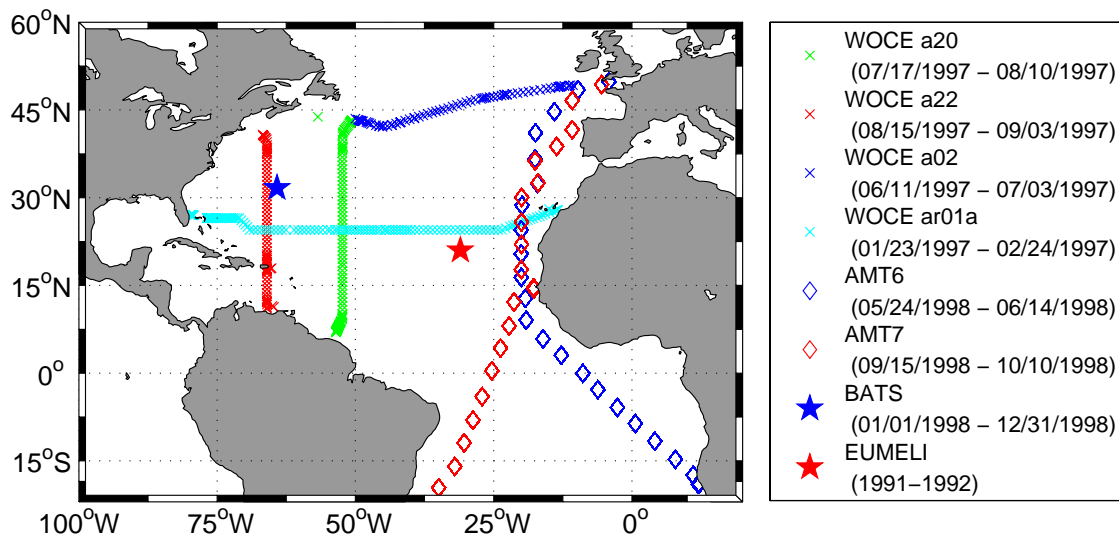 60°N
45°N
30°N
15°N
0°
15°S
100°W
75°W
50°W
25°W
0°
WOCE a20
(07/17/1997 − 08/10/1997)
WOCE a22
(08/15/1997 − 09/03/1997)
WOCE a02
(06/11/1997 − 07/03/1997)
WOCE ar01a
(01/23/1997 − 02/24/1997)
AMT6
(05/24/1998 − 06/14/1998)
AMT7
(09/15/1998 − 10/10/1998)
BATS
(01/01/1998 − 12/31/1998)
EUMELI
(1991−1992)